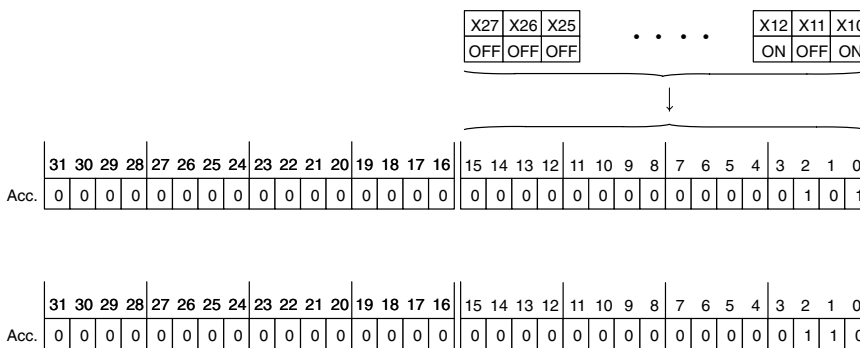 X27 X26 X25 X12 X11 X10
OFF OFF OFF . . . . ON OFF ON
31 30 29 28 27 26 25 24 23 22 21 20 19 18 17 16 15 14 13 12 11 10 9 8 7 6 5 4 3 2 1 0
Acc. 0 0 0 0 0 0 0 0 0 0 0 0 0 0 0 0 0 0 0 0 0 0 0 0 0 0 0 0 0 1 0 1
31 30 29 28 27 26 25 24 23 22 21 20 19 18 17 16 15 14 13 12 11 10 9 8 7 6 5 4 3 2 1 0
Acc. 0 0 0 0 0 0 0 0 0 0 0 0 0 0 0 0 0 0 0 0 0 0 0 0 0 0 0 0 0 1 1 0